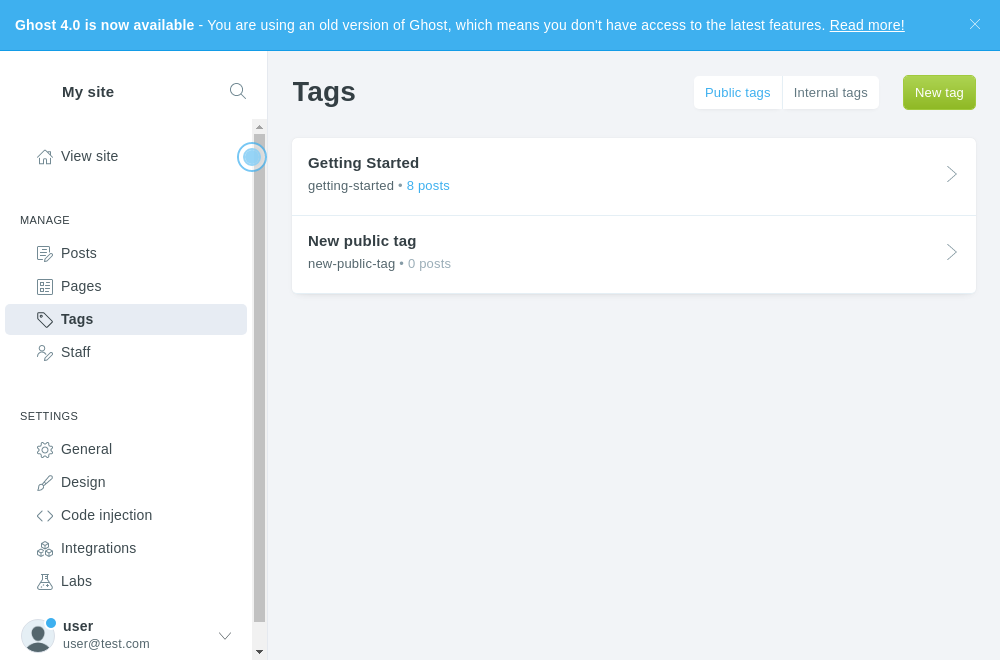 Ghost 4.0 is now available - You are using an old version of Ghost, which means you don't have access to the latest features. Read more!
My site
View site
MANAGE
Posts
Pages
Tags
Staff
SETTINGS
General
Design
Code injection
Integrations
Labs
user
user@test.com
Tags
Public tags
Internal tags
New tag
Getting Started
getting-started • 8 posts
New public tag
new-public-tag • 0 posts